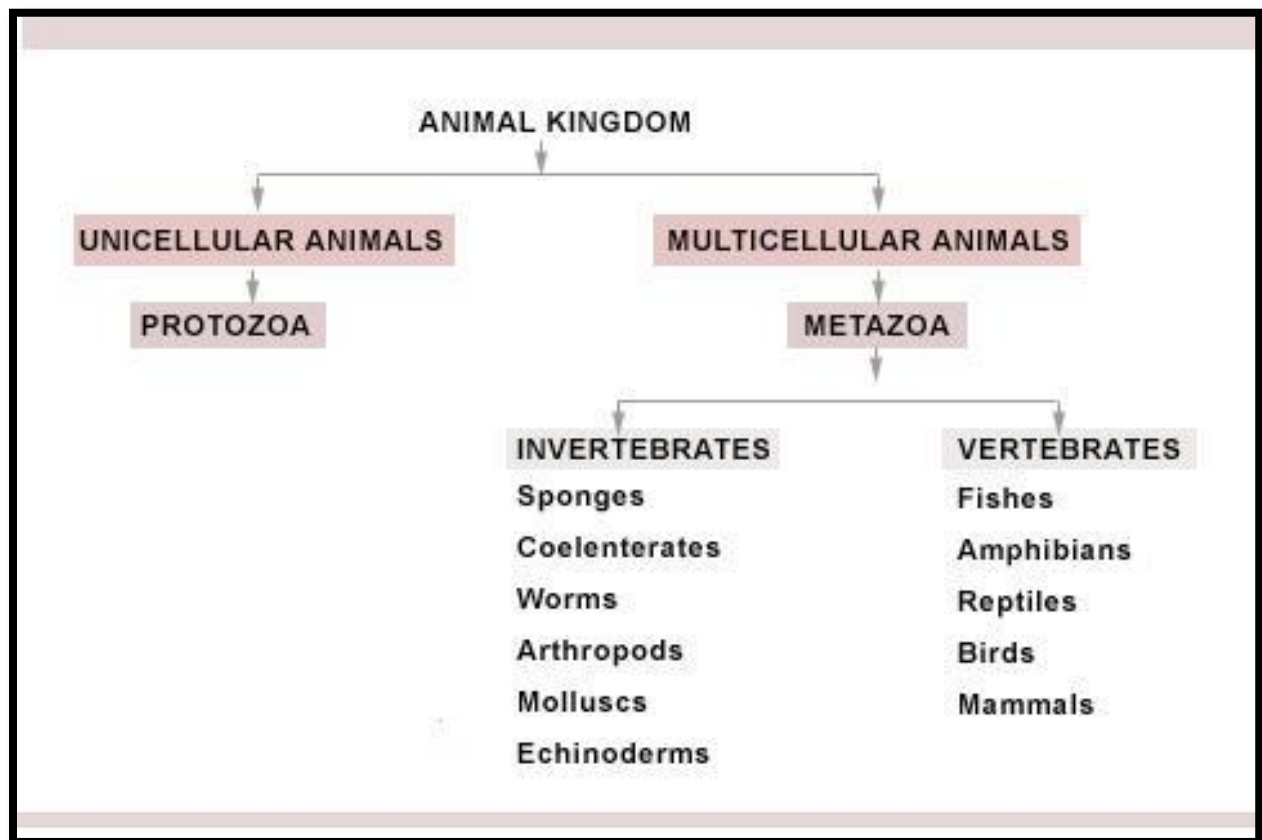 ANIMAL KINGDOM
UNICELLULAR ANIMALS
MULTICELLULAR ANIMALS
PROTOZOA
METAZOA
INVERTEBRATES
Sponges
Coelenterates
Worms
Arthropods
Molluscs
Echinoderms
VERTEBRATES
Fishes
Amphibians
Reptiles
Birds
Mammals